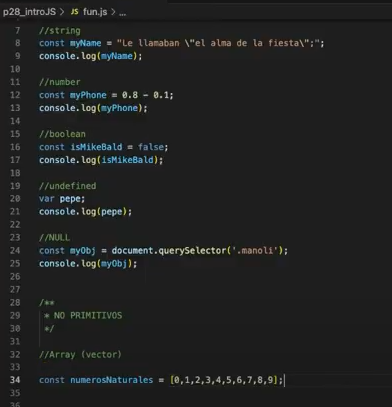 p28_introJS > JS fun.js > ...
7 //string
8 const myName = "Le llamaban \"el alma de la fiesta\";";
9 console.log(myName);
10
11 //number
12 const myPhone = 0.8 - 0.1;
13 console.log(myPhone);
14
15 //boolean
16 const isMikeBald = false;
17 console.log(isMikeBald);
18
19 //undefined
20 var pepe;
21 console.log(pepe);
22
23 //NULL
24 const myObj = document.querySelector('.manoli');
25 console.log(myObj);
26
27
28 /**
29 * NO PRIMITIVOS
30 */
31
32 //Array (vector)
33
34 const numerosNaturales = [0,1,2,3,4,5,6,7,8,9];
35
36